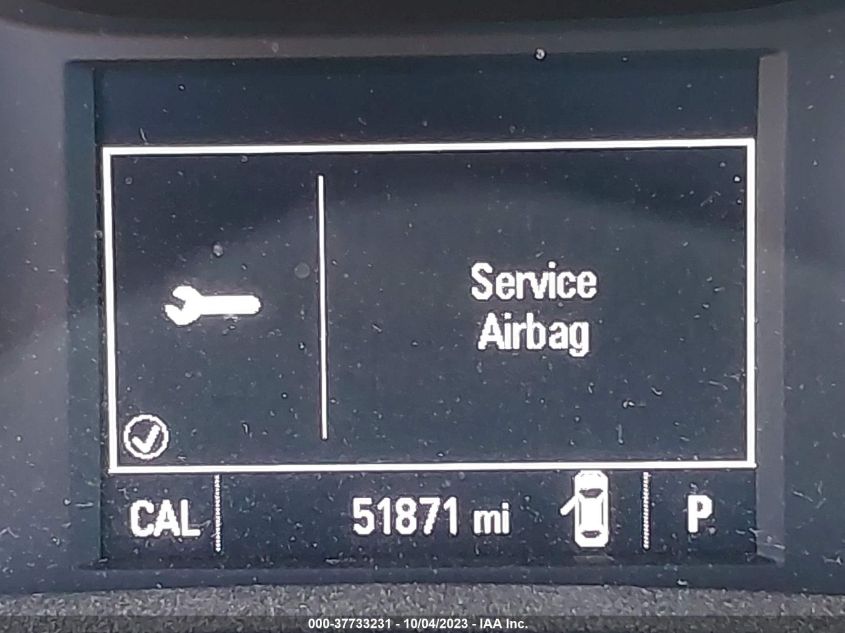 Service
Airbag
CAL 51871 mi P
000-37733231 - 10/04/2023 - IAA Inc.